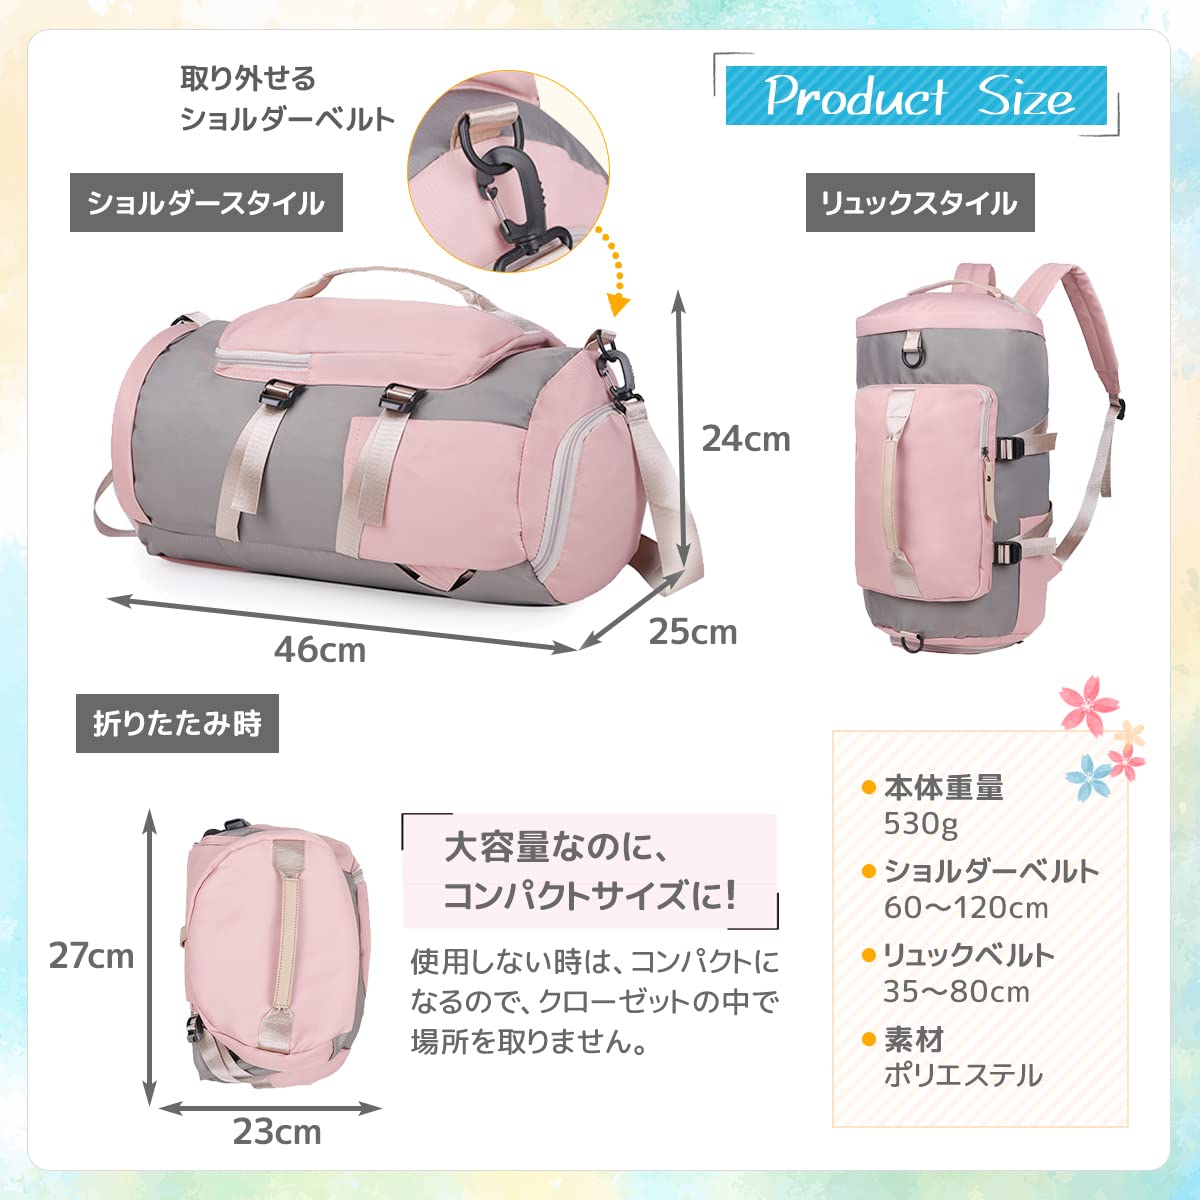 取り外せる
ショルダーベルト
Product Size
ショルダースタイル
リュックスタイル
24cm
25cm
46cm
折りたたみ時
27cm
23cm
大容量なのに、
コンパクトサイズに!
使用しない時は、コンパクトに
なるので、クローゼットの中で
場所を取りません。
本体重量
530g
ショルダーベルト
60〜120cm
リュックベルト
35〜80cm
素材
ポリエステル